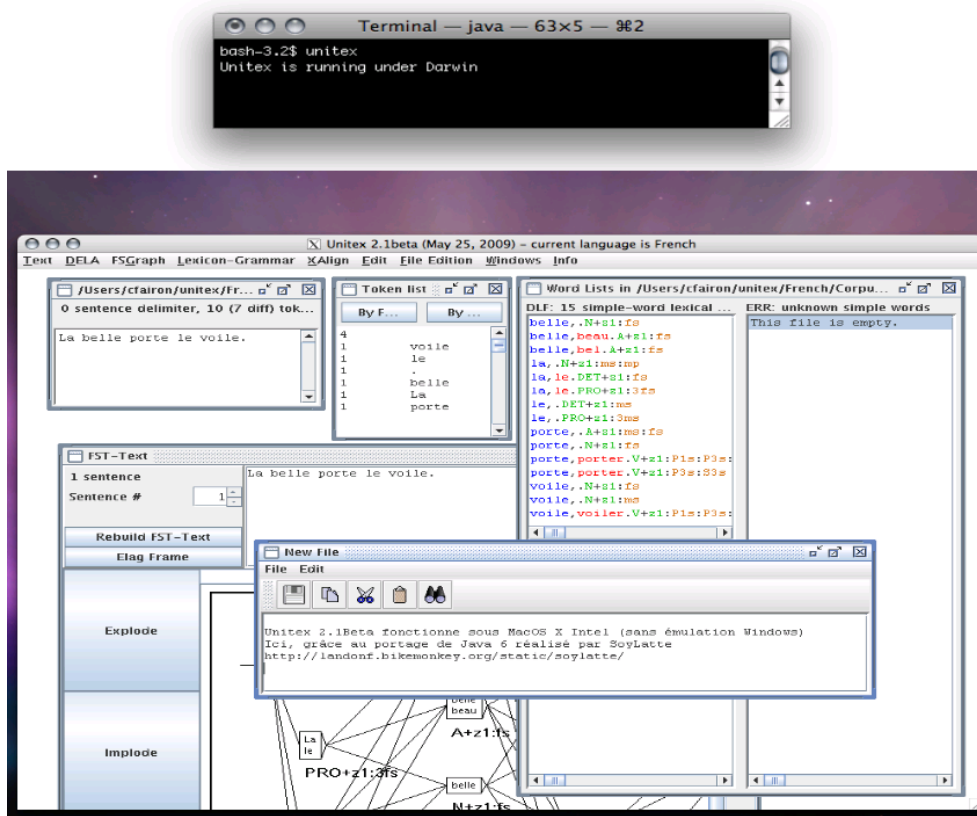 Terminal — java — 63×5 — ⌘2
bash-3.2$ unitex
Unitex is running under Darwin
X Unitex 2.1beta (May 25, 2009) – current language is French
Text DELA FSGraph Lexicon-Grammar XAlign Edit File Edition Windows Info
/Users/cfairon/unitex/Fr...
0 sentence delimiter, 10 (7 diff) tok...
La belle porte le voile.
Token list
By F... By ...
4
1 voile
1 le
1 .
1 belle
1 La
1 porte
Word Lists in /Users/cfairon/unitex/French/Corpu...
DLF: 15 simple-word lexical ...
belle,.N+z1:fs
belle,beau.A+z1:fs
belle,bel.A+z1:fs
la,.N+z1:ms:mp
la,le.DET+z1:fs
la,le.PRO+z1:3fs
le,.DET+z1:ms
le,.PRO+z1:3ms
porte,.A+z1:ms:fs
porte,.N+z1:fs
porte,porter.V+z1:P1s:P3s:
porte,porter.V+z2:P3s:S3s
voile,.N+z1:fs
voile,.N+z1:ms
voile,voiler.V+z1:P1s:P3s:
ERR: unknown simple words
This file is empty.
FST-Text
1 sentence
Sentence # 1
La belle porte le voile.
Rebuild FST-Text
Elag Frame
Explode
Implode
New File
File Edit
Unitex 2.1Beta fonctionne sous MacOS X Intel (sans émulation Windows)
Ici, grâce au portage de Java 6 réalisé par SoyLatte
http://landonf.bikemonkey.org/static/soylatte/
belle
beau
A+z1:fs
La
le
PRO+z1:3fs
belle
N+z1:fs